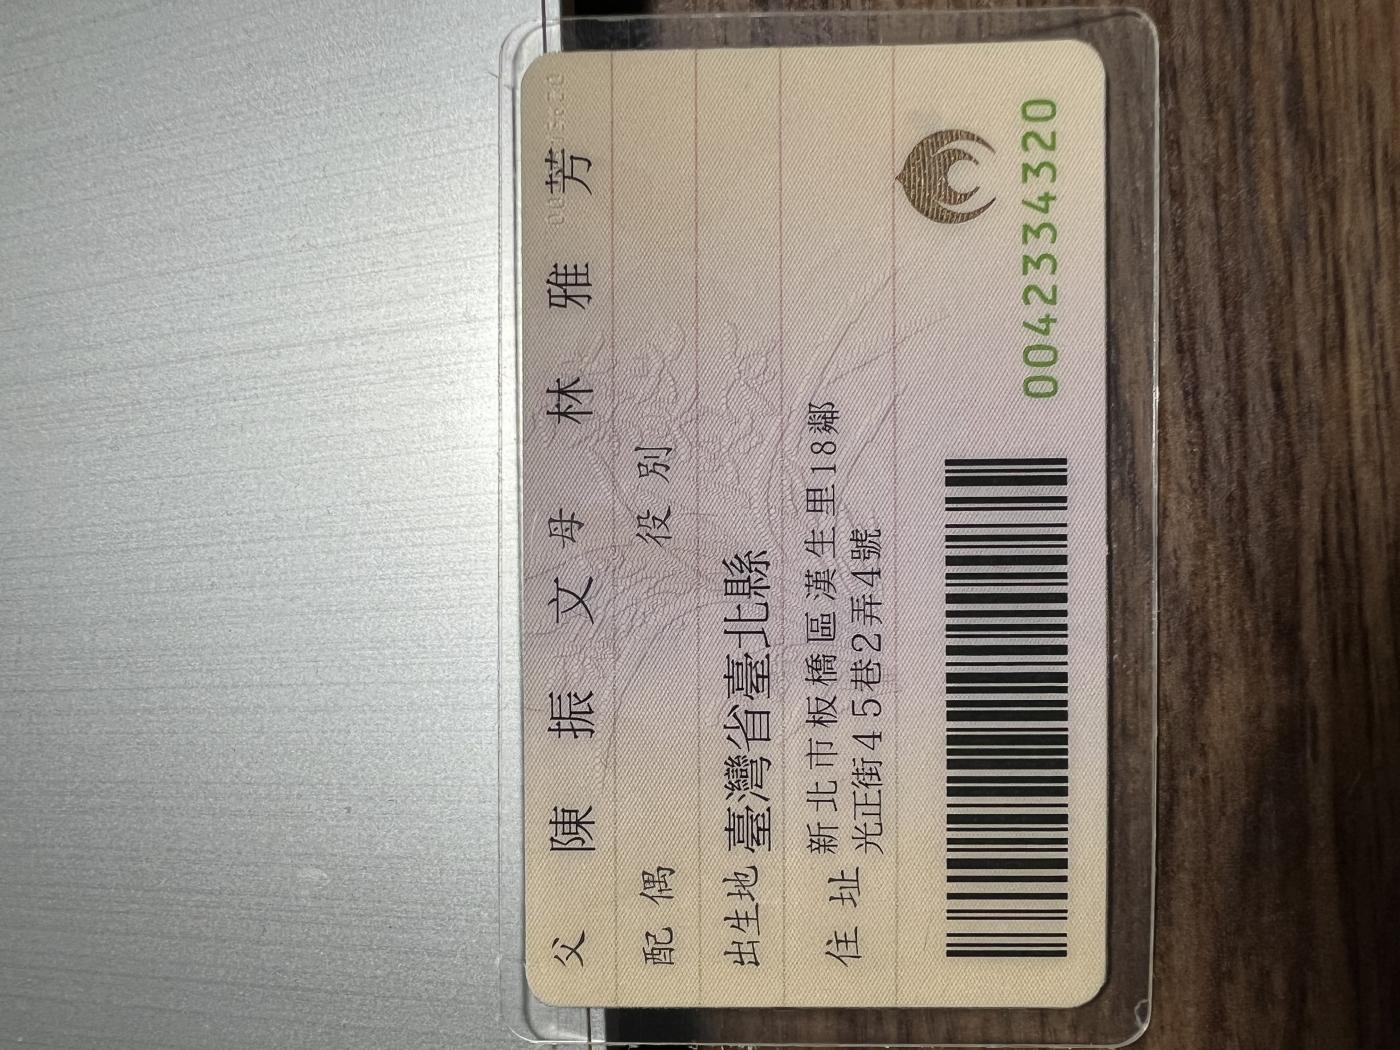 父 陳振文 母 林雅芳
配偶 役別
出生地 臺灣省臺北縣
住址 新北市板橋區漢生里18鄰
光正街45巷2弄4號
0042334320